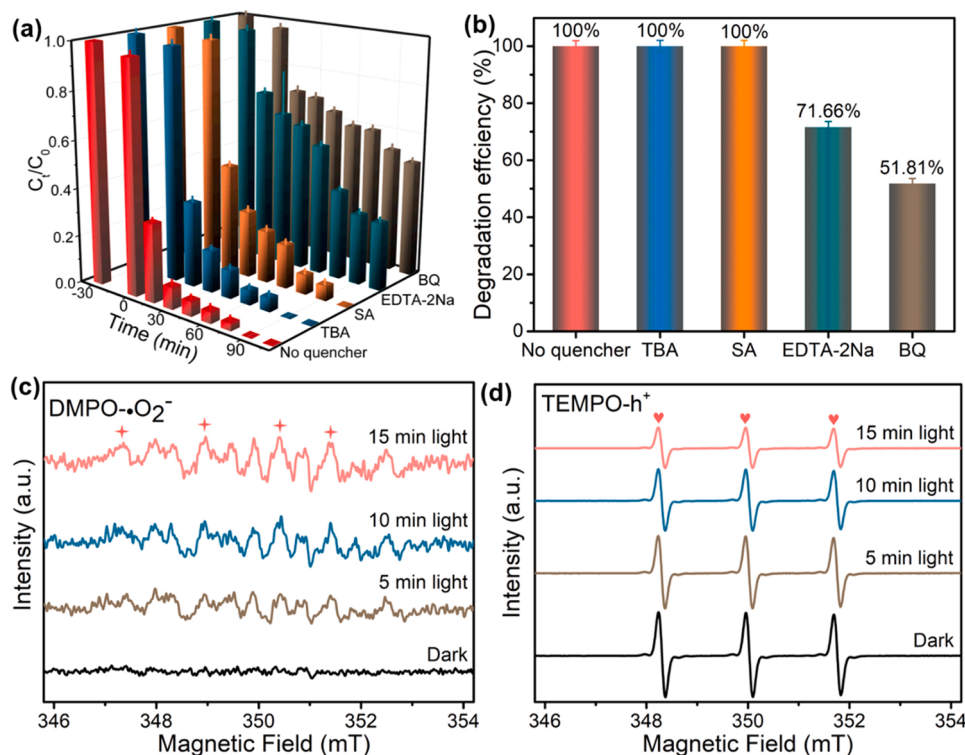 (a)
1.0
0.8
0.6
0.4
0.2
0.0
Ct/C0
-30
0
30
60
90
Time (min)
No quencher
TBA
SA
EDTA-2Na
BQ
(b)
100%
100%
100%
71.66%
51.81%
100
80
60
40
20
0
Degradation effciency (%)
No quencher
TBA
SA
EDTA-2Na
BQ
(c)
DMPO-•O₂⁻
15 min light
10 min light
5 min light
Dark
Intensity (a.u.)
346
348
350
352
354
Magnetic Field (mT)
(d)
TEMPO-h⁺
15 min light
10 min light
5 min light
Dark
Intensity (a.u.)
346
348
350
352
354
Magnetic Field (mT)